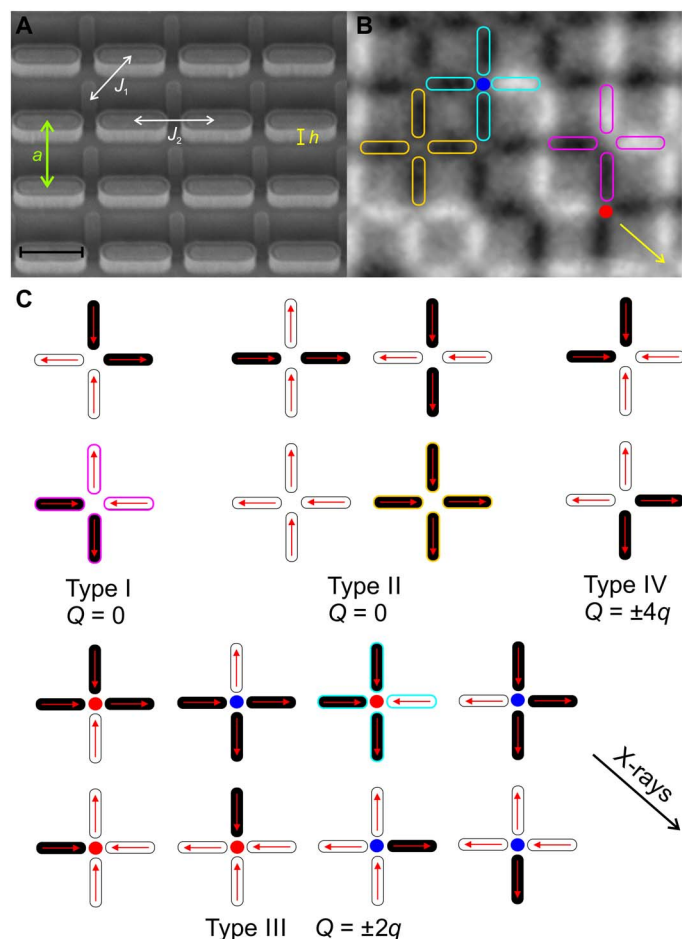 A
J₁
J₂
a
h
B
C
Type I
Q = 0
Type II
Q = 0
Type IV
Q = ±4q
X-rays
Type III Q = ±2q